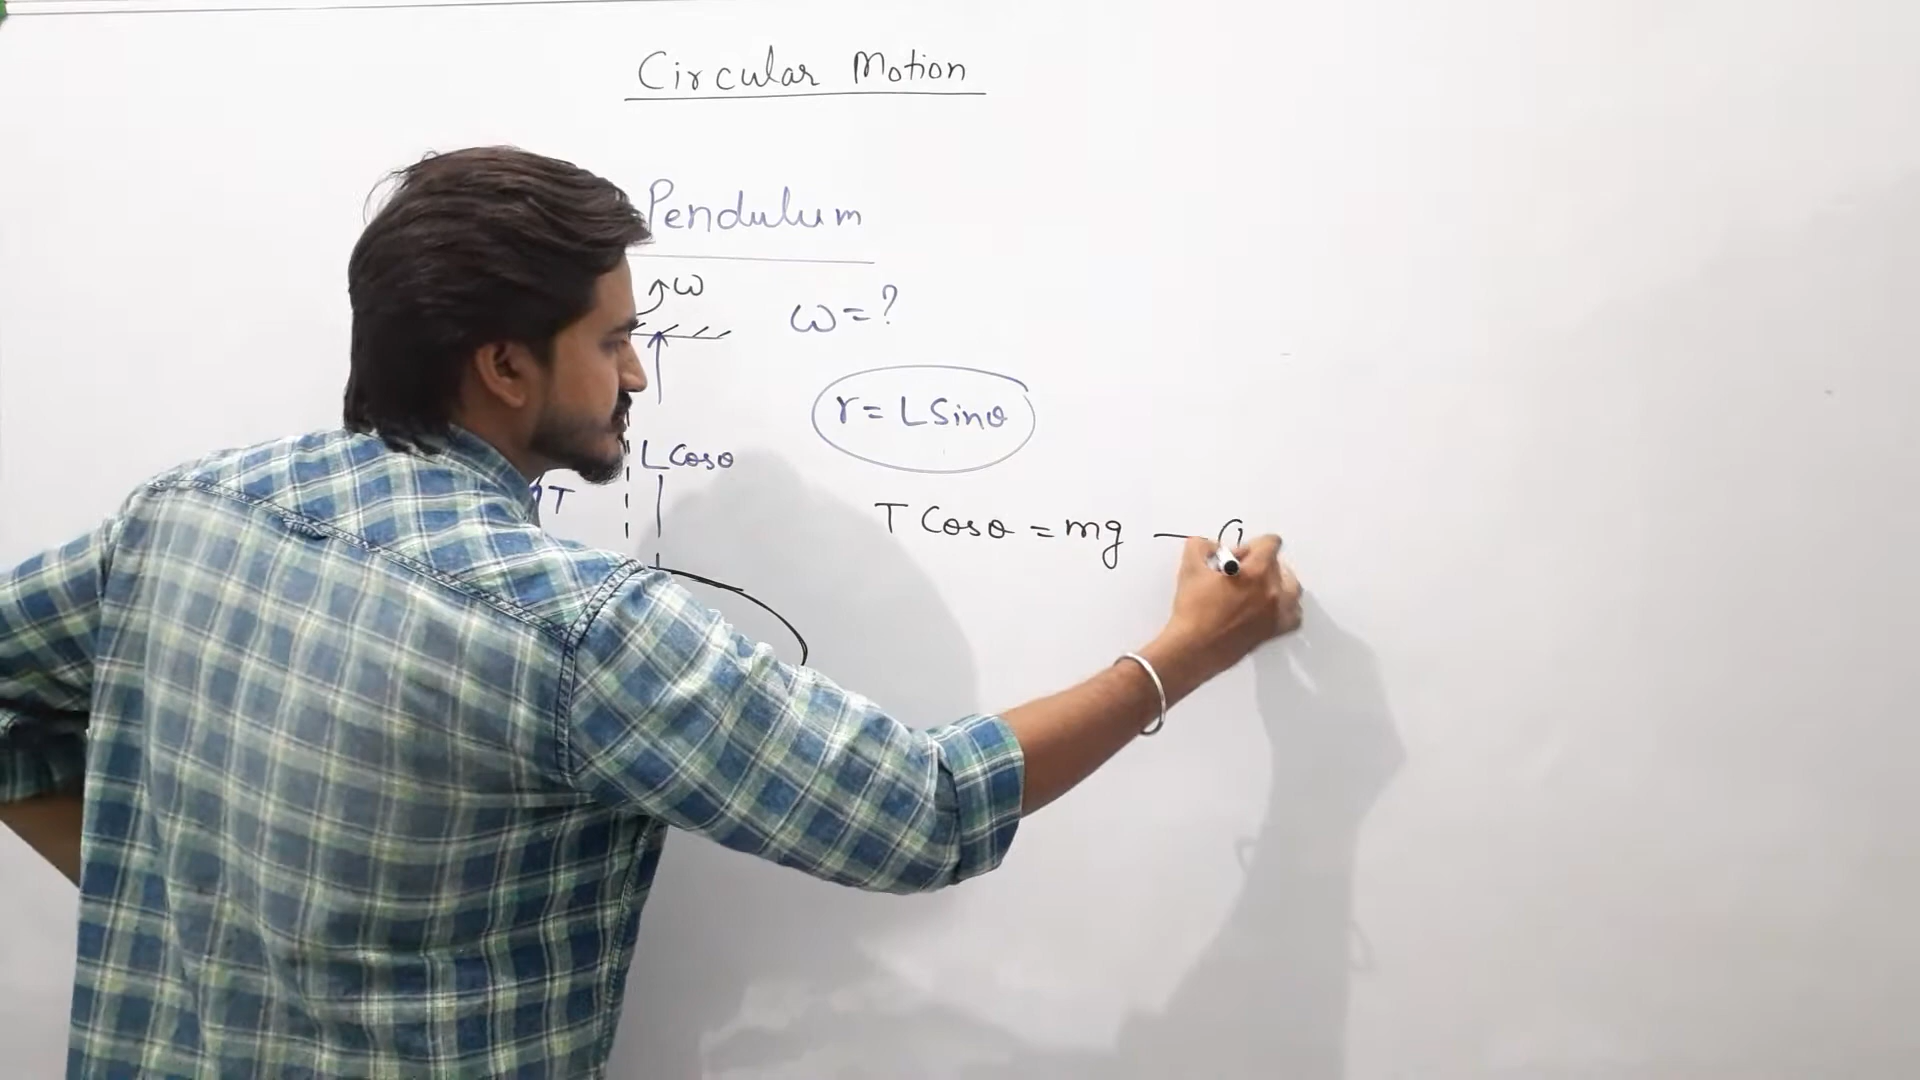 Circular Motion
Pendulum
ω
ω = ?
r = L Sinθ
L Cosθ
T
T Cosθ = mg —